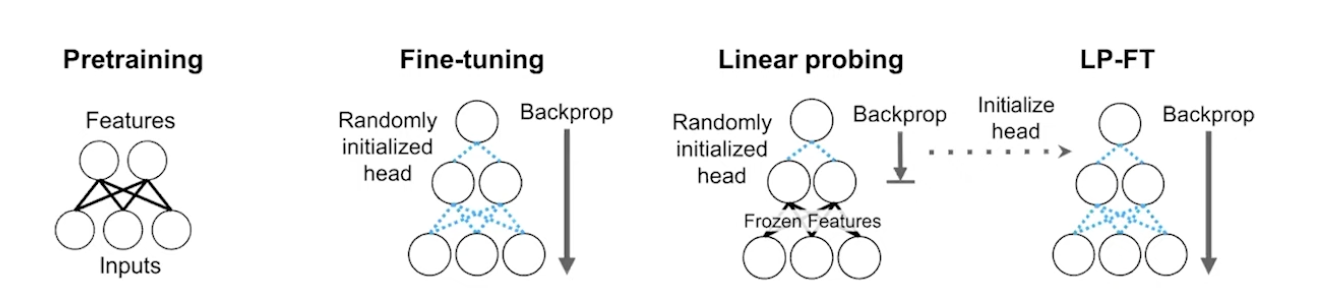 Pretraining
Features
Inputs
Fine-tuning
Randomly
initialized
head
Backprop
Linear probing
Randomly
initialized
head
Backprop
Frozen Features
Initialize
head
LP-FT
Backprop